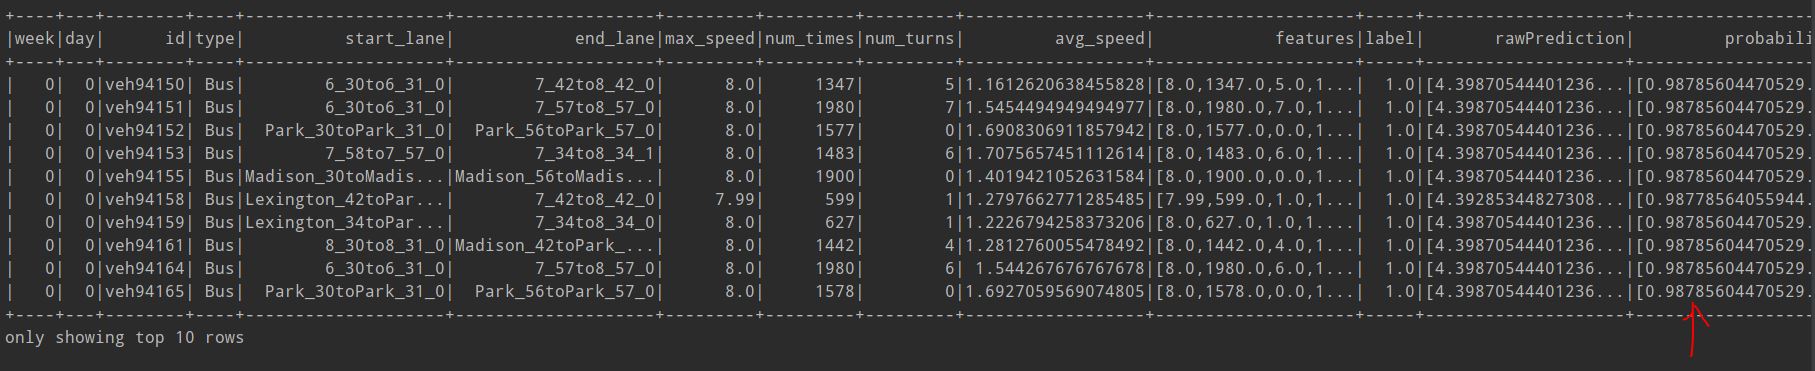 +----+---+--------+----+--------------------+--------------------+---------+---------+---------+------------------+--------------------+-----+--------------------+-----------------
|week|day|      id|type|          start_lane|            end_lane|max_speed|num_times|num_turns|         avg_speed|            features|label|       rawPrediction|         probabili
+----+---+--------+----+--------------------+--------------------+---------+---------+---------+------------------+--------------------+-----+--------------------+-----------------
|   0|  0|veh94150| Bus|        6_30to6_31_0|        7_42to8_42_0|      8.0|     1347|        5|1.1612620638455828|[8.0,1347.0,5.0,1...|  1.0|[4.39870544401236...|[0.98785604470529.
|   0|  0|veh94151| Bus|        6_30to6_31_0|        7_57to8_57_0|      8.0|     1980|        7|1.5454494949494977|[8.0,1980.0,7.0,1...|  1.0|[4.39870544401236...|[0.98785604470529.
|   0|  0|veh94152| Bus|  Park_30toPark_31_0|  Park_56toPark_57_0|      8.0|     1577|        0|1.6908306911857942|[8.0,1577.0,0.0,1...|  1.0|[4.39870544401236...|[0.98785604470529.
|   0|  0|veh94153| Bus|        7_58to7_57_0|        7_34to8_34_1|      8.0|     1483|        6|1.7075657451112614|[8.0,1483.0,6.0,1...|  1.0|[4.39870544401236...|[0.98785604470529.
|   0|  0|veh94155| Bus|Madison_30toMadis...|Madison_56toMadis...|      8.0|     1900|        0|1.4019421052631584|[8.0,1900.0,0.0,1...|  1.0|[4.39870544401236...|[0.98785604470529.
|   0|  0|veh94158| Bus|Lexington_42toPar...|        7_42to8_42_0|     7.99|      599|        1|1.2797662771285485|[7.99,599.0,1.0,1...|  1.0|[4.39285344827308...|[0.98778564055944.
|   0|  0|veh94159| Bus|Lexington_34toPar...|        7_34to8_34_0|      8.0|      627|        1|1.2226794258373206|[8.0,627.0,1.0,1....|  1.0|[4.39870544401236...|[0.98785604470529.
|   0|  0|veh94161| Bus|        8_30to8_31_0|Madison_42toPark_...|      8.0|     1442|        4|1.2812760055478492|[8.0,1442.0,4.0,1...|  1.0|[4.39870544401236...|[0.98785604470529.
|   0|  0|veh94164| Bus|        6_30to6_31_0|        7_57to8_57_0|      8.0|     1980|        6| 1.544267676767678|[8.0,1980.0,6.0,1...|  1.0|[4.39870544401236...|[0.98785604470529.
|   0|  0|veh94165| Bus|  Park_30toPark_31_0|  Park_56toPark_57_0|      8.0|     1578|        0|1.6927059569074805|[8.0,1578.0,0.0,1...|  1.0|[4.39870544401236...|[0.98785604470529.
+----+---+--------+----+--------------------+--------------------+---------+---------+---------+------------------+--------------------+-----+--------------------+-----------------
only showing top 10 rows